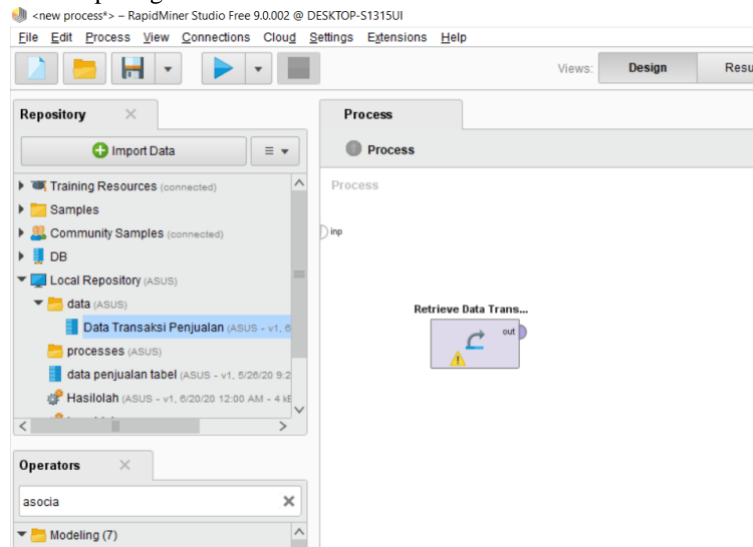 <new process*> – RapidMiner Studio Free 9.0.002 @ DESKTOP-S1315UI
File Edit Process View Connections Cloud Settings Extensions Help
Views: Design Resu
Repository
Import Data
Training Resources (connected)
Samples
Community Samples (connected)
DB
Local Repository (ASUS)
data (ASUS)
Data Transaksi Penjualan (ASUS - v1, 6
processes (ASUS)
data penjualan tabel (ASUS - v1, 5/26/20 9:2
Hasilolah (ASUS - v1, 6/20/20 12:00 AM - 4 kB
Operators
asocia
Modeling (7)
Process
Process
Process
inp
Retrieve Data Trans...
out